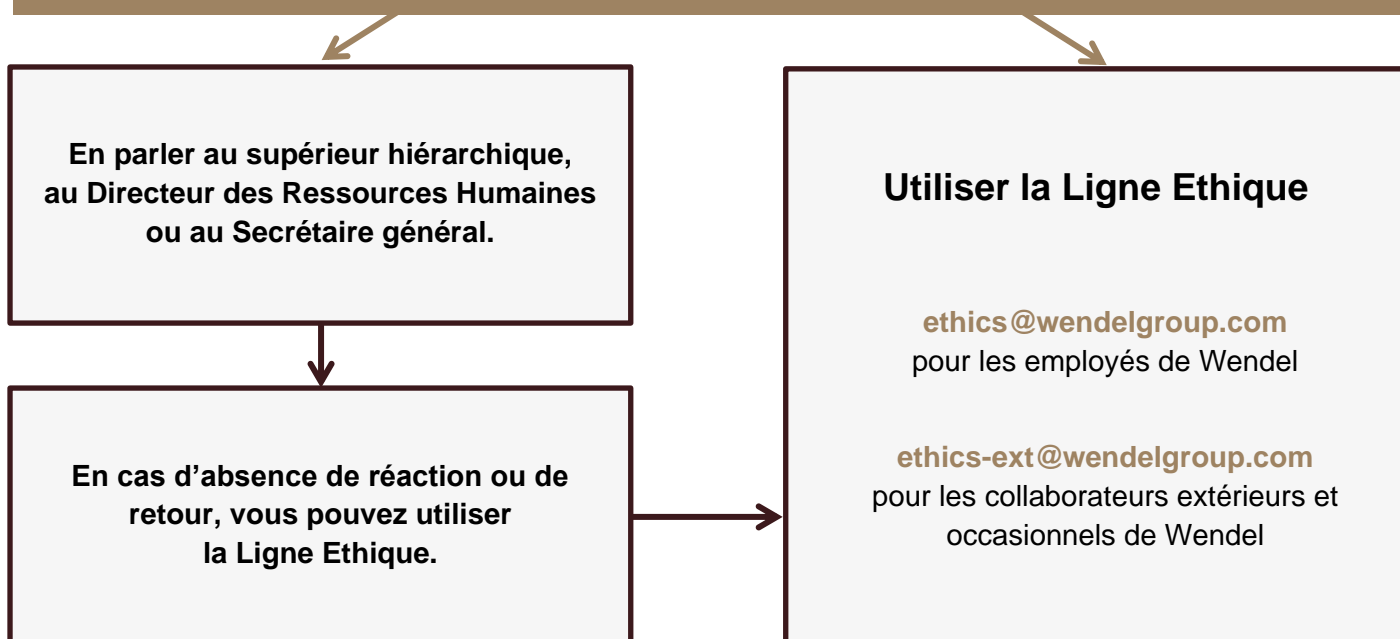 En parler au supérieur hiérarchique,
au Directeur des Ressources Humaines
ou au Secrétaire général.
En cas d’absence de réaction ou de
retour, vous pouvez utiliser
la Ligne Ethique.
Utiliser la Ligne Ethique
ethics@wendelgroup.com
pour les employés de Wendel
ethics-ext@wendelgroup.com
pour les collaborateurs extérieurs et
occasionnels de Wendel